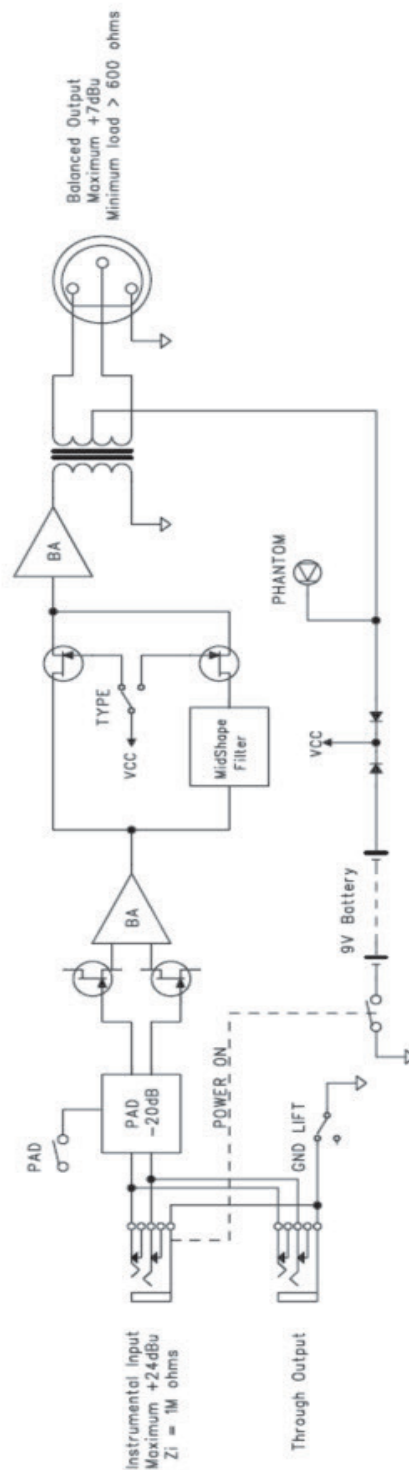 Instrumental Input
Maximum +24dBu
Zi = 1M ohms
Through Output
PAD
PAD
-20dB
POWER ON
GND LIFT
BA
9V Battery
VCC
TYPE
MidShape
Filter
VCC
PHANTOM
BA
Balanced Output
Maximum +7dBu
Minimum load > 600 ohms